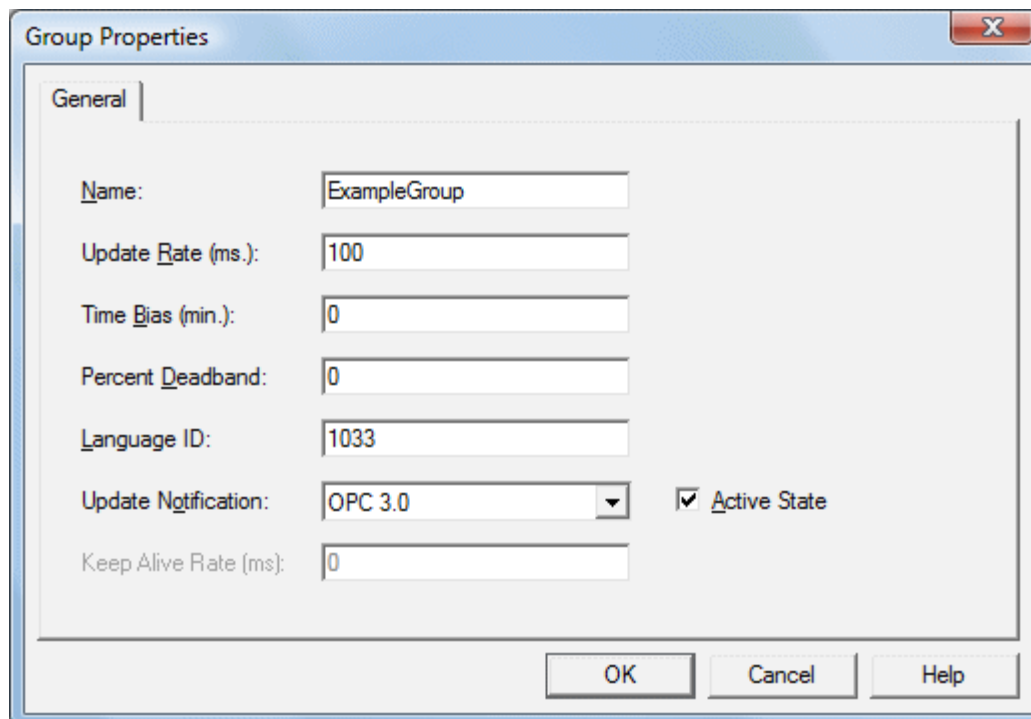 Group Properties
General
Name: ExampleGroup
Update Rate (ms.): 100
Time Bias (min.): 0
Percent Deadband: 0
Language ID: 1033
Update Notification: OPC 3.0 Active State
Keep Alive Rate (ms): 0
OK Cancel Help